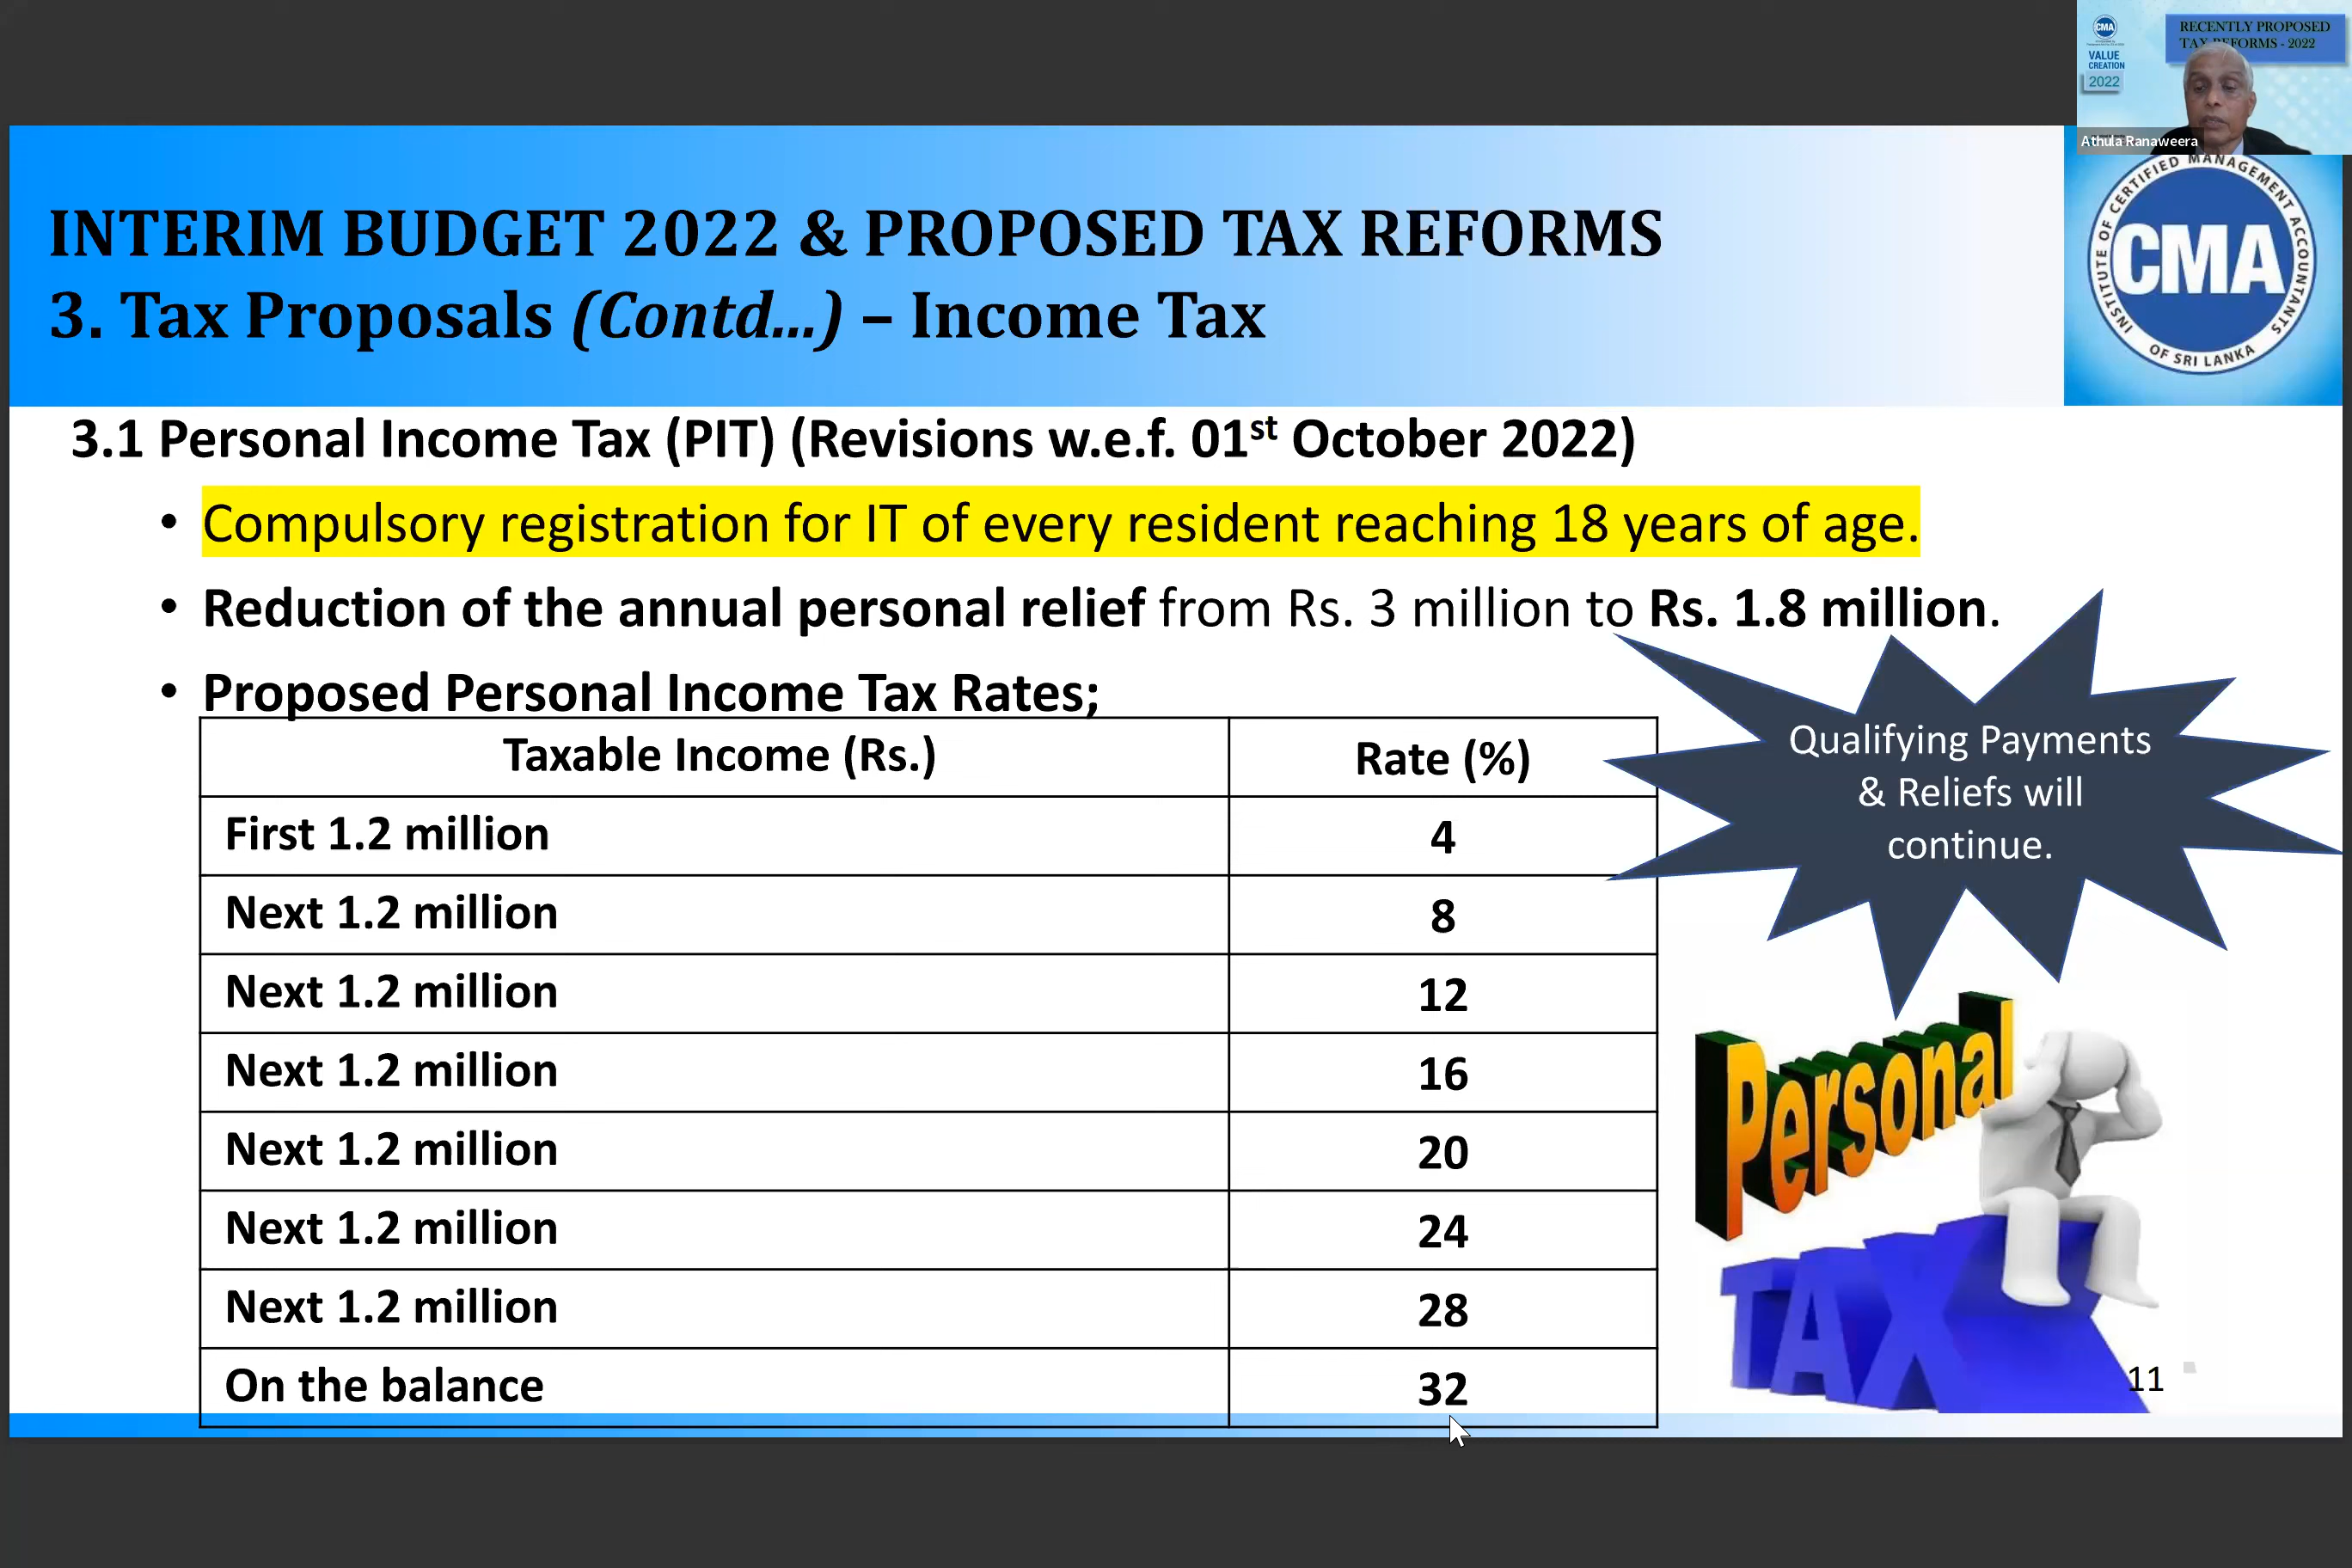 RECENTLY PROPOSED
TAX REFORMS - 2022
CMA
VALUE
CREATION
2022
Athula Ranaweera
INTERIM BUDGET 2022 & PROPOSED TAX REFORMS
3. Tax Proposals (Contd...) – Income Tax
INSTITUTE OF CERTIFIED MANAGEMENT ACCOUNTANTS
CMA
OF SRI LANKA
3.1 Personal Income Tax (PIT) (Revisions w.e.f. 01st October 2022)
• Compulsory registration for IT of every resident reaching 18 years of age.
• Reduction of the annual personal relief from Rs. 3 million to Rs. 1.8 million.
• Proposed Personal Income Tax Rates;
Taxable Income (Rs.) Rate (%)
First 1.2 million 4
Next 1.2 million 8
Next 1.2 million 12
Next 1.2 million 16
Next 1.2 million 20
Next 1.2 million 24
Next 1.2 million 28
On the balance 32
Qualifying Payments
& Reliefs will
continue.
Personal
TAX
11